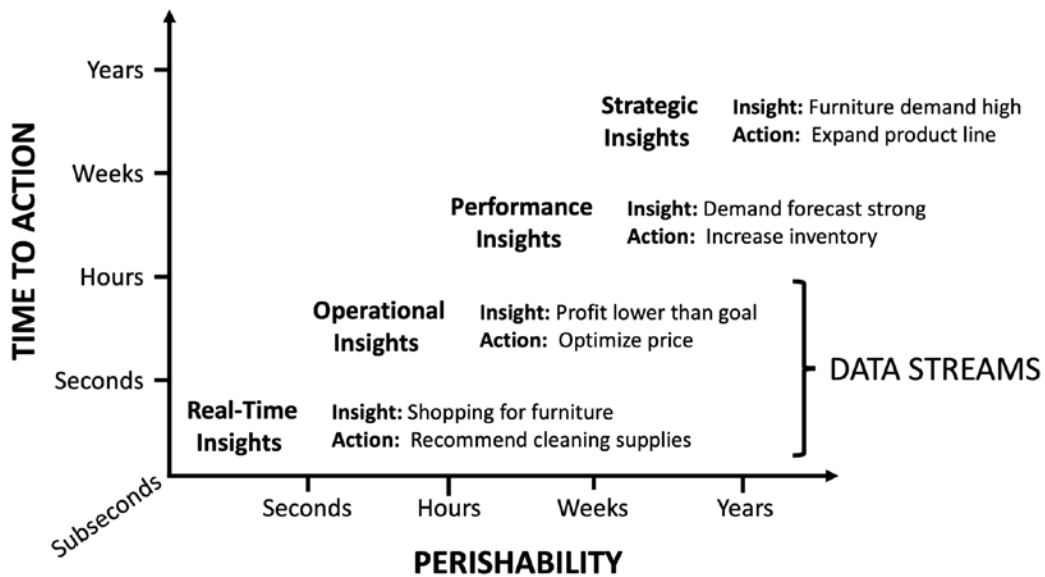 Years
Strategic Insights
Insight: Furniture demand high
Action: Expand product line
Weeks
Performance Insights
Insight: Demand forecast strong
Action: Increase inventory
TIME TO ACTION
Hours
Operational Insights
Insight: Profit lower than goal
Action: Optimize price
DATA STREAMS
Seconds
Real-Time Insights
Insight: Shopping for furniture
Action: Recommend cleaning supplies
Subseconds
Seconds
Hours
Weeks
Years
PERISHABILITY